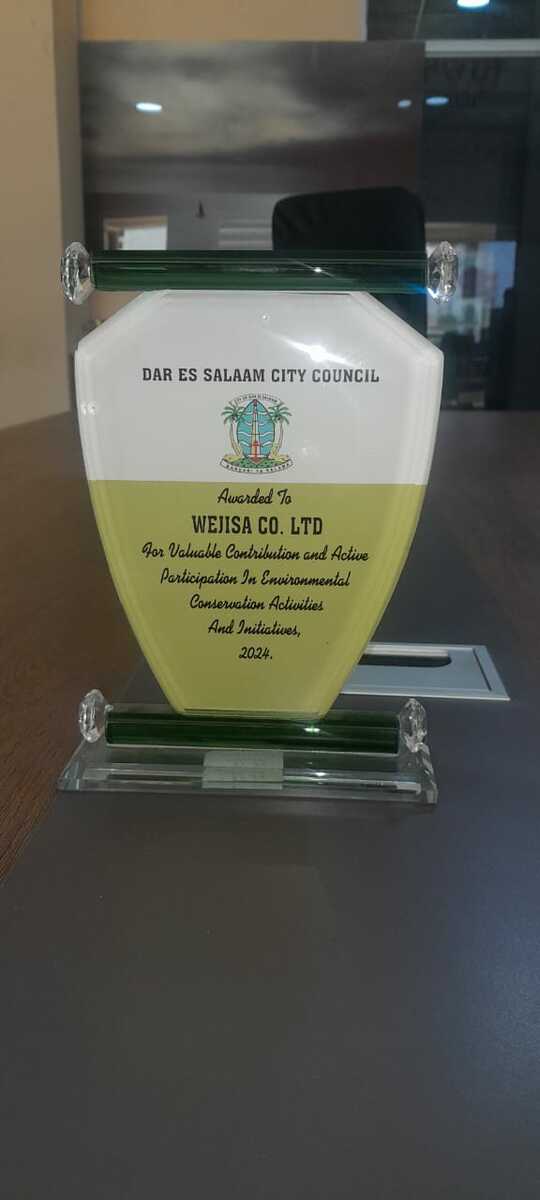 DAR ES SALAAM CITY COUNCIL
Awarded To
WEJISA CO. LTD
For Valuable Contribution and Active
Participation In Environmental
Conservation Activities
And Initiatives,
2024.